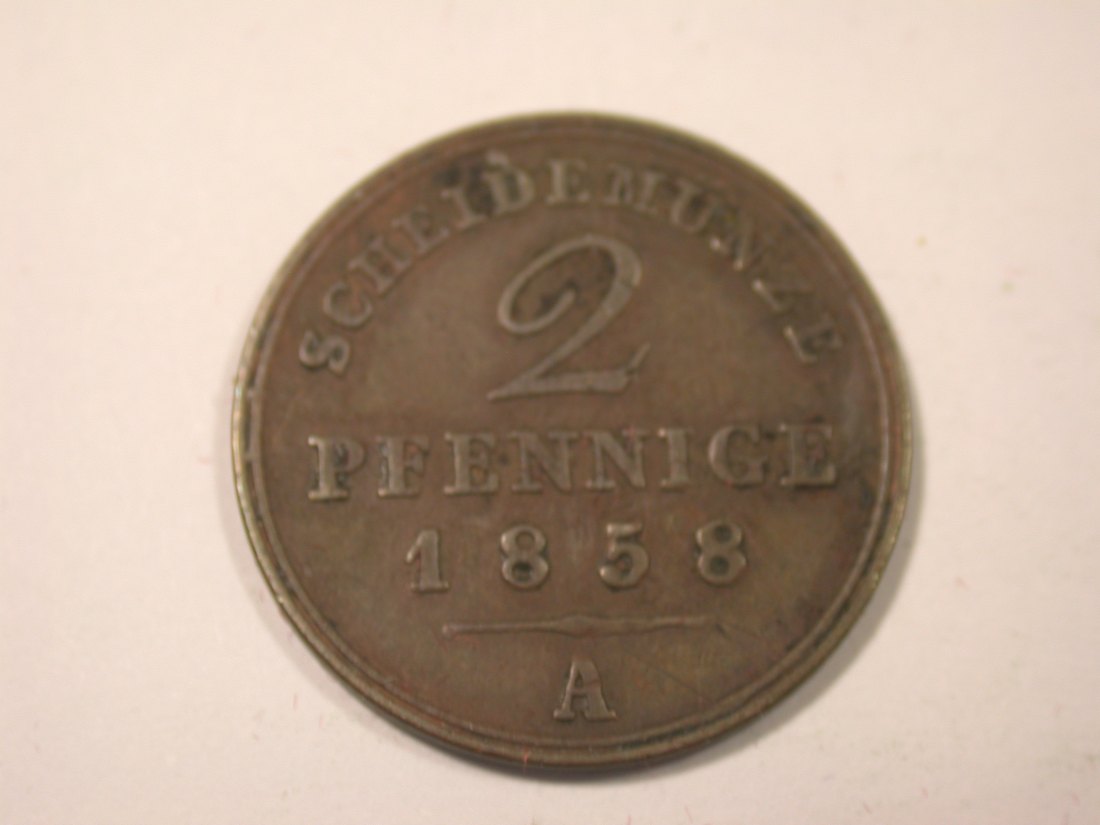 SCHEIDEMUNZE
2
PFENNIGE
1858
A